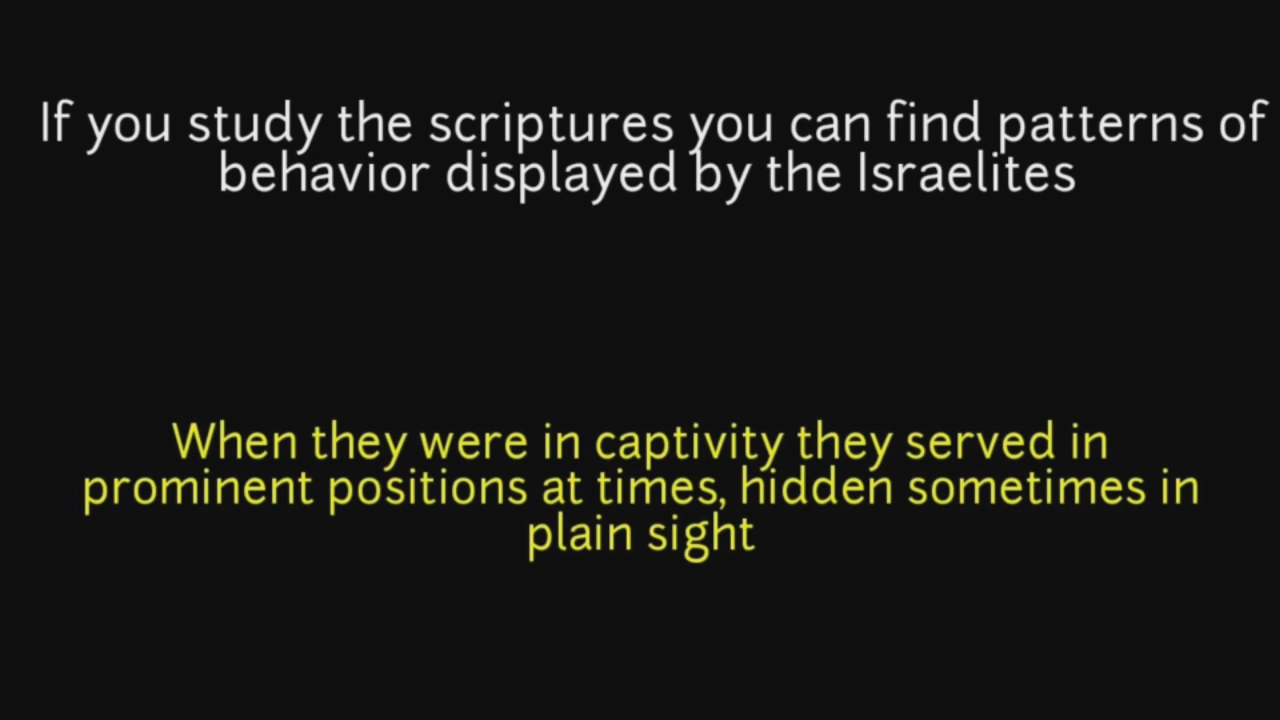 If you study the scriptures you can find patterns of
behavior displayed by the Israelites
When they were in captivity they served in
prominent positions at times, hidden sometimes in
plain sight